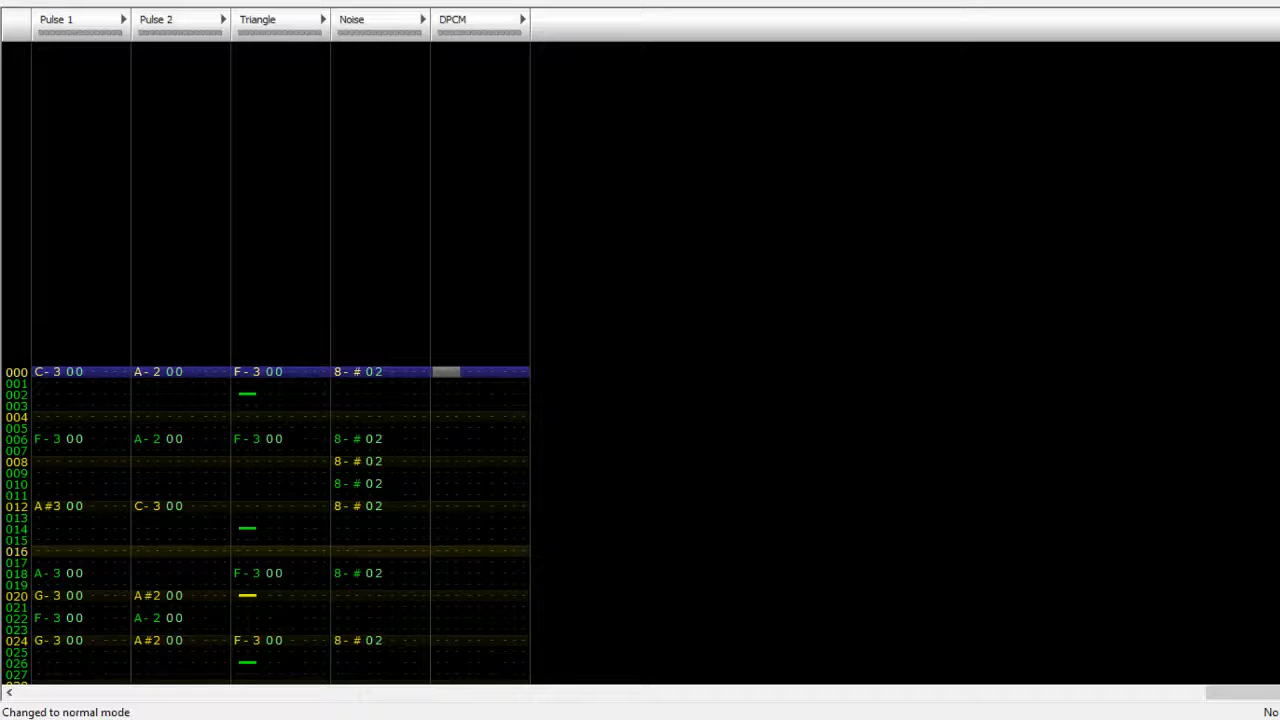 Pulse 1 Pulse 2 Triangle Noise DPCM
000 C-3 00 A-2 00 F-3 00 8-# 02
001
002
003
004
005
006 F-3 00 A-2 00 F-3 00 8-# 02
007
008 8-# 02
009
010 8-# 02
011
012 A#3 00 C-3 00 8-# 02
013
014
015
016
017
018 A-3 00 F-3 00 8-# 02
019
020 G-3 00 A#2 00
021
022 F-3 00 A-2 00
023
024 G-3 00 A#2 00 F-3 00 8-# 02
025
026
027
Changed to normal mode No